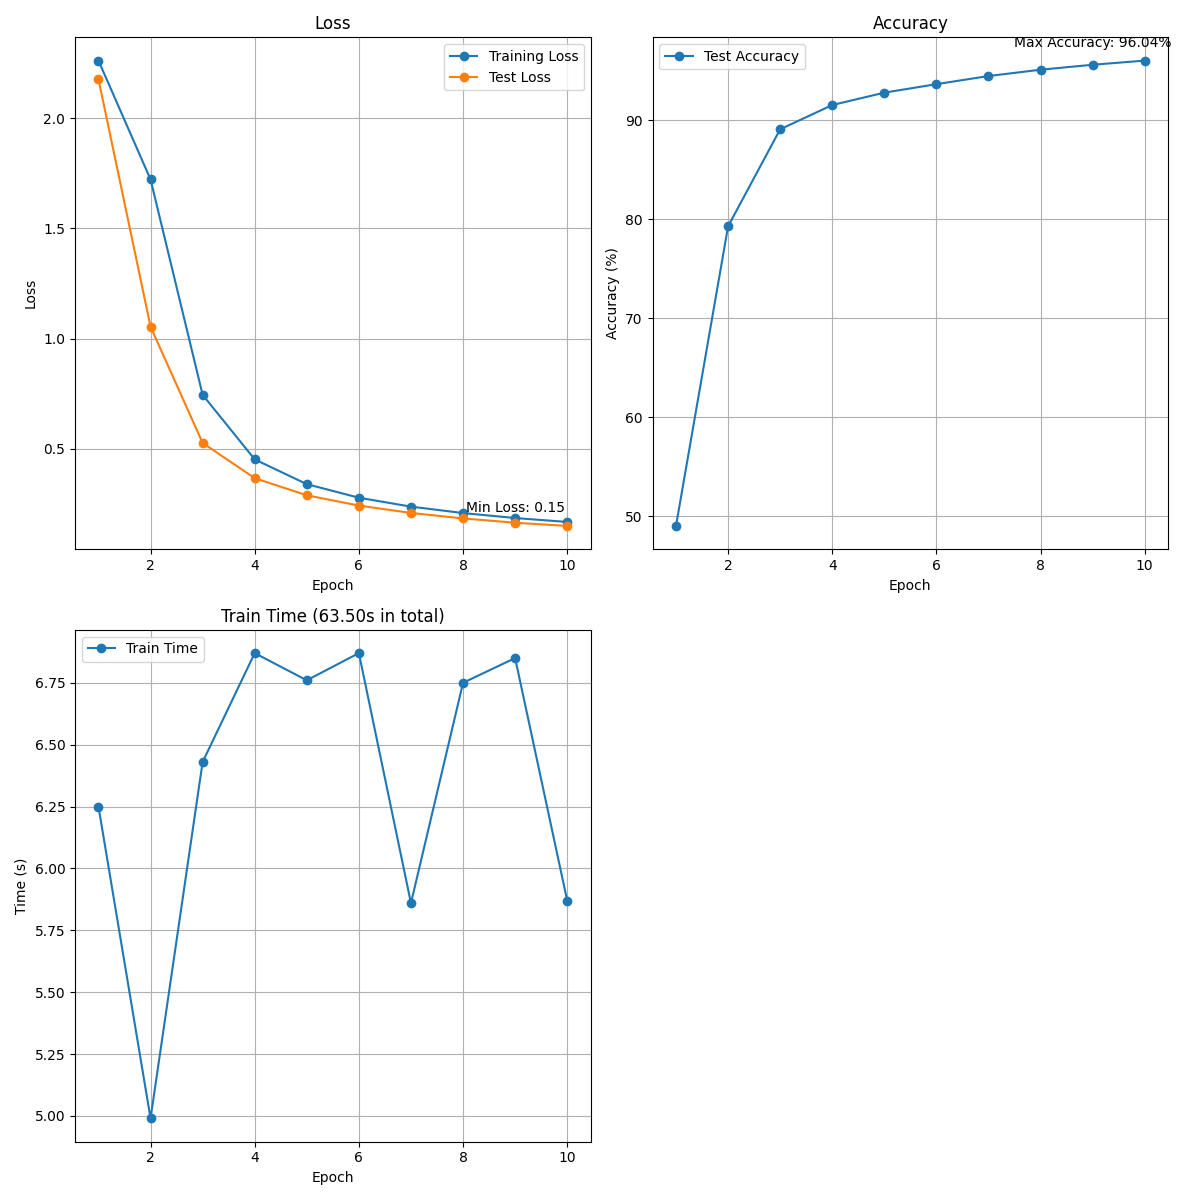 Loss
Training Loss
Test Loss
2.0
1.5
1.0
0.5
Loss
Min Loss: 0.15
2 4 6 8 10
Epoch
Accuracy
Max Accuracy: 96.04%
Test Accuracy
90
80
70
60
50
Accuracy (%)
2 4 6 8 10
Epoch
Train Time (63.50s in total)
Train Time
6.75
6.50
6.25
6.00
5.75
5.50
5.25
5.00
Time (s)
2 4 6 8 10
Epoch